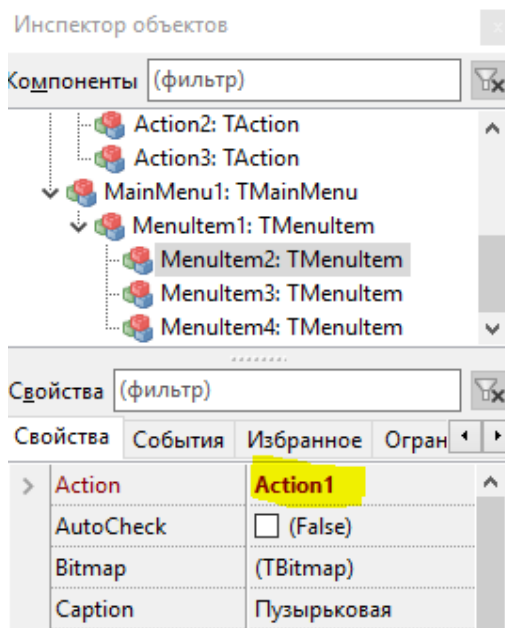 Инспектор объектов
Компоненты (фильтр)
Action2: TAction
Action3: TAction
MainMenu1: TMainMenu
MenuItem1: TMenuItem
MenuItem2: TMenuItem
MenuItem3: TMenuItem
MenuItem4: TMenuItem
Свойства (фильтр)
Свойства События Избранное Огран
Action Action1
AutoCheck (False)
Bitmap (TBitmap)
Caption Пузырьковая